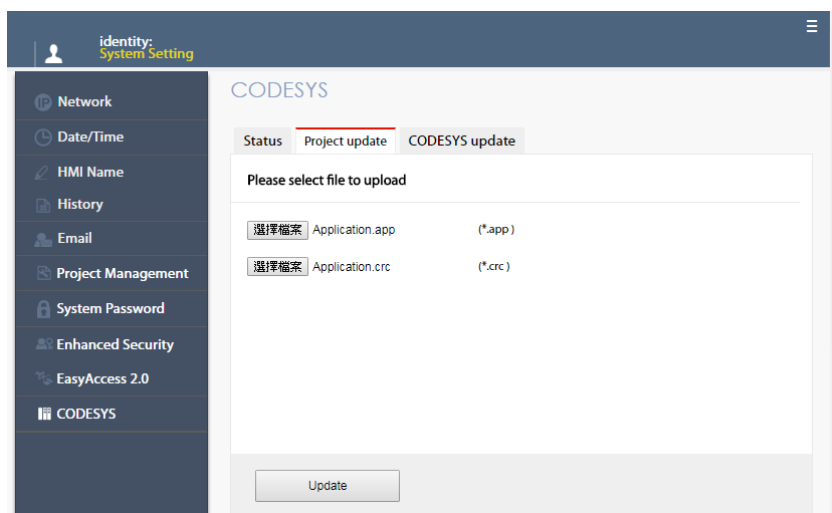 identity:
System Setting
Network
Date/Time
HMI Name
History
Email
Project Management
System Password
Enhanced Security
EasyAccess 2.0
CODESYS
CODESYS
Status Project update CODESYS update
Please select file to upload
選擇檔案 Application.app (*.app )
選擇檔案 Application.crc (*.crc )
Update